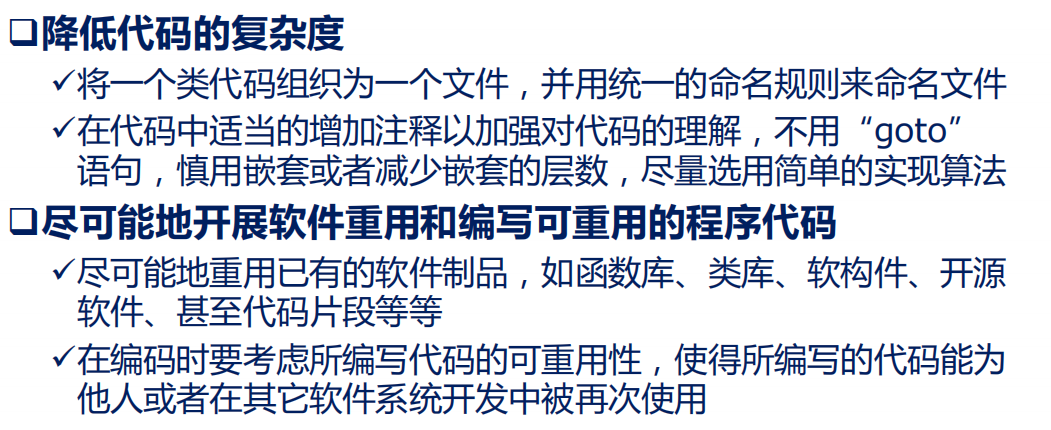 ❑降低代码的复杂度
✓将一个类代码组织为一个文件，并用统一的命名规则来命名文件
✓在代码中适当的增加注释以加强对代码的理解，不用“goto”
语句，慎用嵌套或者减少嵌套的层数，尽量选用简单的实现算法
❑尽可能地开展软件重用和编写可重用的程序代码
✓尽可能地重用已有的软件制品，如函数库、类库、软构件、开源
软件、甚至代码片段等等
✓在编码时要考虑所编写代码的可重用性，使得所编写的代码能为
他人或者在其它软件系统开发中被再次使用